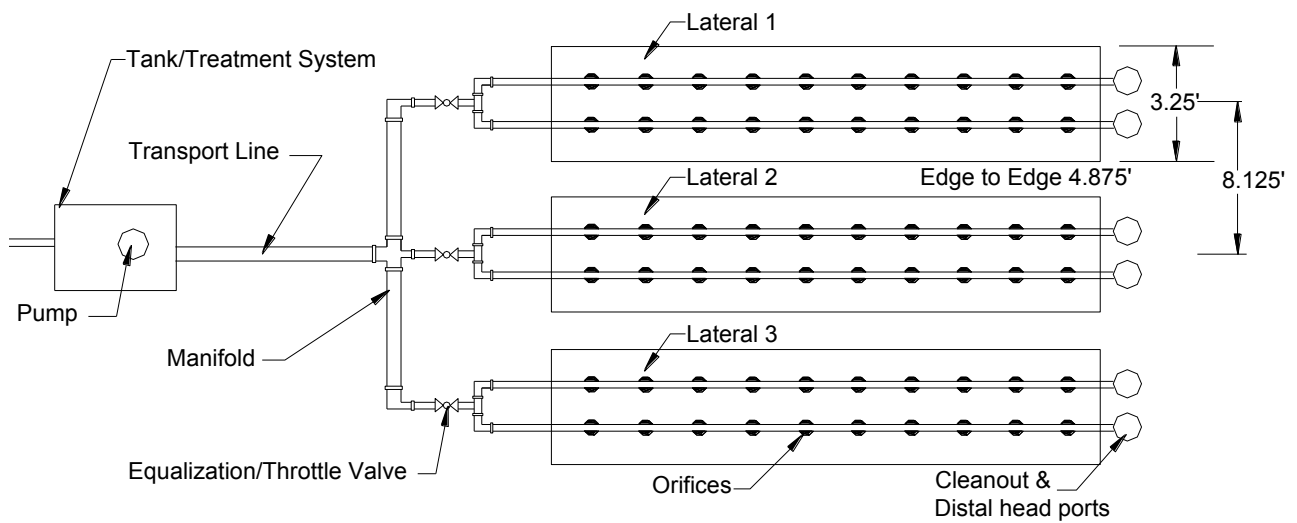 Lateral 1
Tank/Treatment System
3.25'
Transport Line
Lateral 2
Edge to Edge 4.875'
8.125'
Pump
Manifold
Lateral 3
Equalization/Throttle Valve
Orifices
Cleanout &
Distal head ports